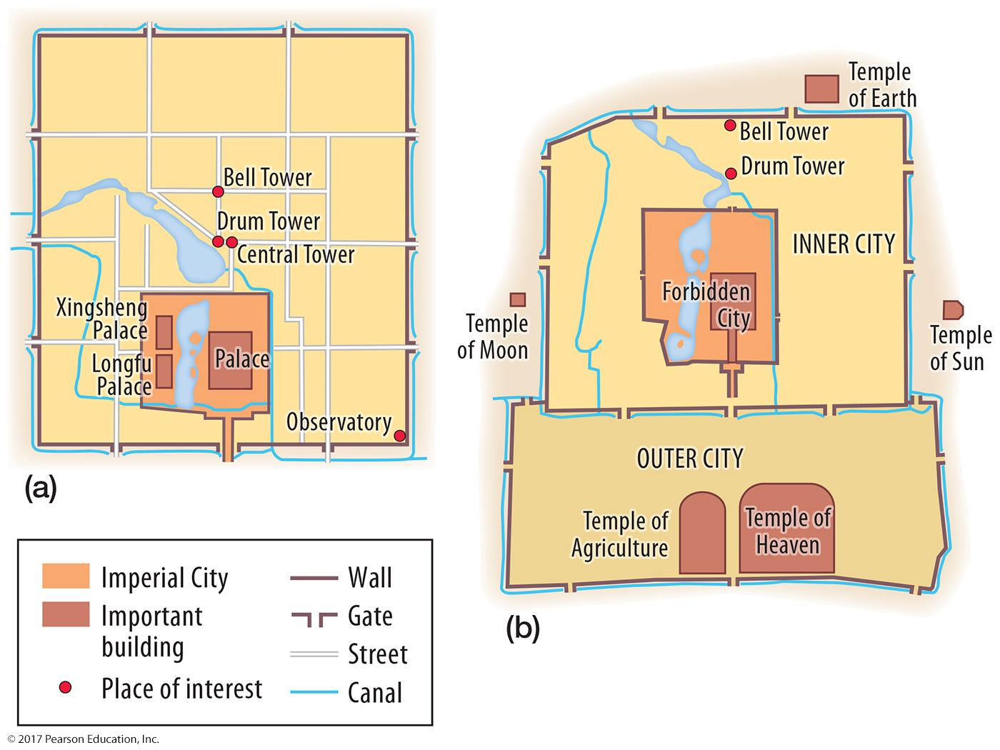 Bell Tower
Drum Tower
Central Tower
Xingsheng
Palace
Longfu
Palace
Palace
Observatory
(a)
Temple
of Earth
Bell Tower
Drum Tower
INNER CITY
Forbidden
City
Temple
of Moon
Temple
of Sun
OUTER CITY
Temple of
Agriculture
Temple of
Heaven
(b)
Imperial City
Important
building
Place of interest
Wall
Gate
Street
Canal
© 2017 Pearson Education, Inc.